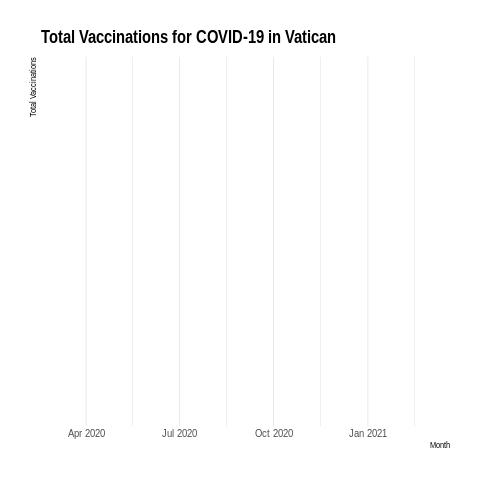 Total Vaccinations for COVID-19 in Vatican
Total Vaccinations
Apr 2020
Jul 2020
Oct 2020
Jan 2021
Month